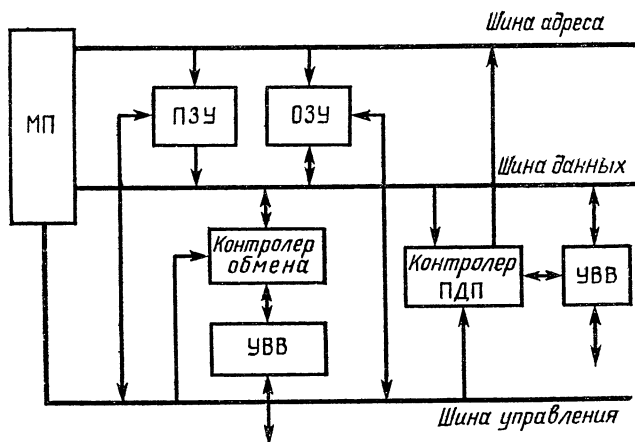 Шина адреса
МП
ПЗУ
ОЗУ
Шина данных
Контролер
обмена
Контролер
ПДП
УВВ
УВВ
Шина управления